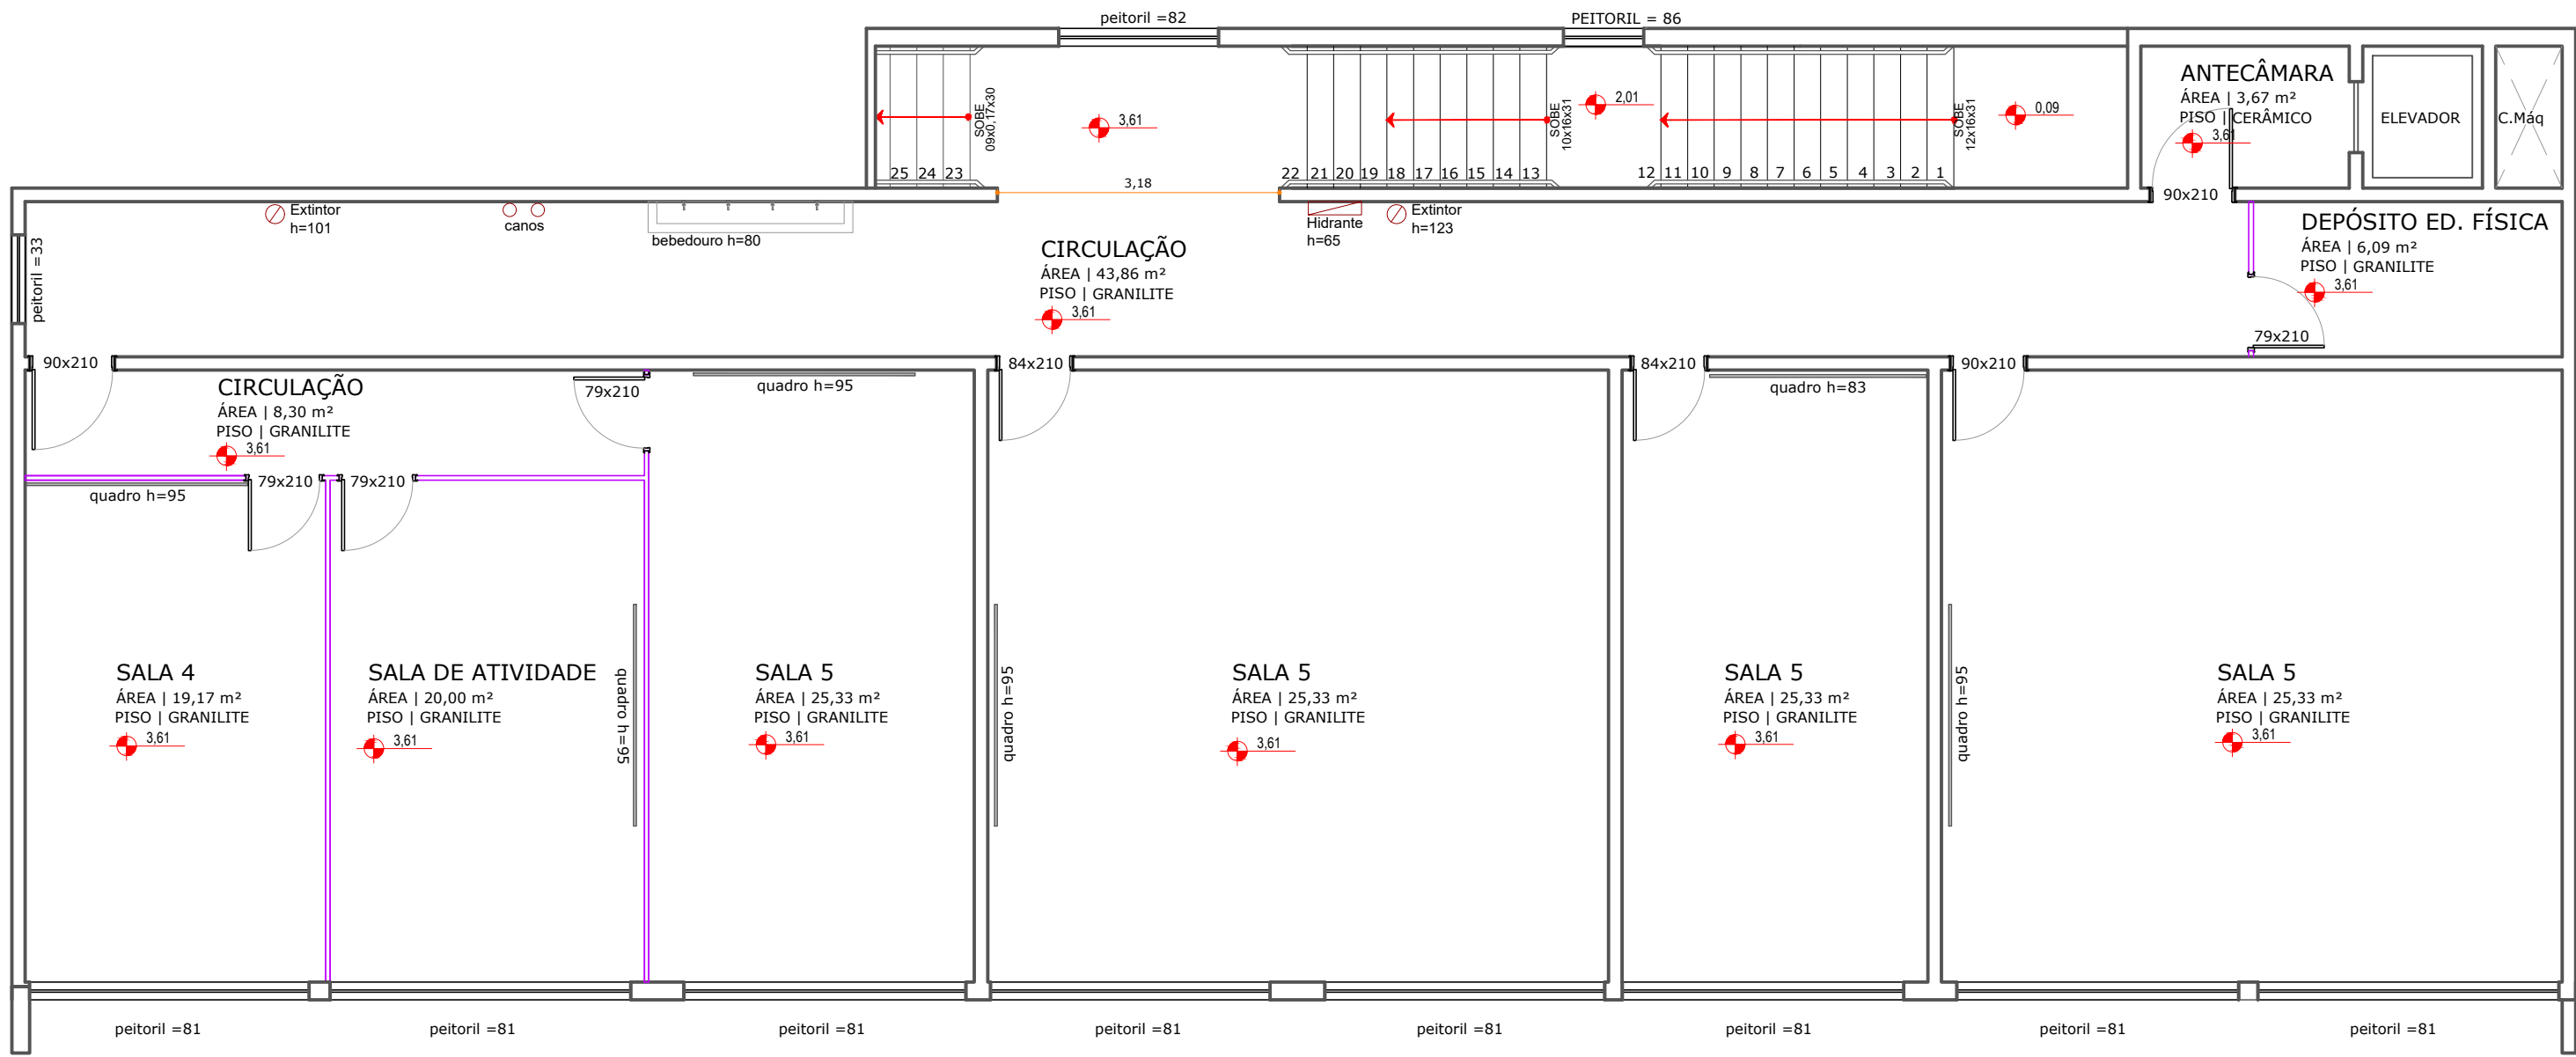 peitoril =82
PEITORIL = 86
SOBE
09x0,17x30
3,61
SOBE
10x16x31
2,01
SOBE
12x16x31
0,09
ANTECÂMARA
ÁREA | 3,67 m²
PISO | CERÂMICO
3,61
ELEVADOR
C.Máq
25 24 23
3,18
22 21 20 19 18 17 16 15 14 13
12 11 10 9 8 7 6 5 4 3 2 1
90x210
peitoril =33
Extintor
h=101
canos
bebedouro h=80
CIRCULAÇÃO
ÁREA | 43,86 m²
PISO | GRANILITE
3,61
Hidrante
h=65
Extintor
h=123
DEPÓSITO ED. FÍSICA
ÁREA | 6,09 m²
PISO | GRANILITE
3,61
79x210
90x210
84x210
84x210
90x210
CIRCULAÇÃO
ÁREA | 8,30 m²
PISO | GRANILITE
3,61
79x210
quadro h=95
quadro h=83
quadro h=95
79x210
79x210
SALA 4
ÁREA | 19,17 m²
PISO | GRANILITE
3,61
SALA DE ATIVIDADE
ÁREA | 20,00 m²
PISO | GRANILITE
3,61
quadro h=95
SALA 5
ÁREA | 25,33 m²
PISO | GRANILITE
3,61
quadro h=95
SALA 5
ÁREA | 25,33 m²
PISO | GRANILITE
3,61
SALA 5
ÁREA | 25,33 m²
PISO | GRANILITE
3,61
quadro h=95
SALA 5
ÁREA | 25,33 m²
PISO | GRANILITE
3,61
peitoril =81
peitoril =81
peitoril =81
peitoril =81
peitoril =81
peitoril =81
peitoril =81
peitoril =81